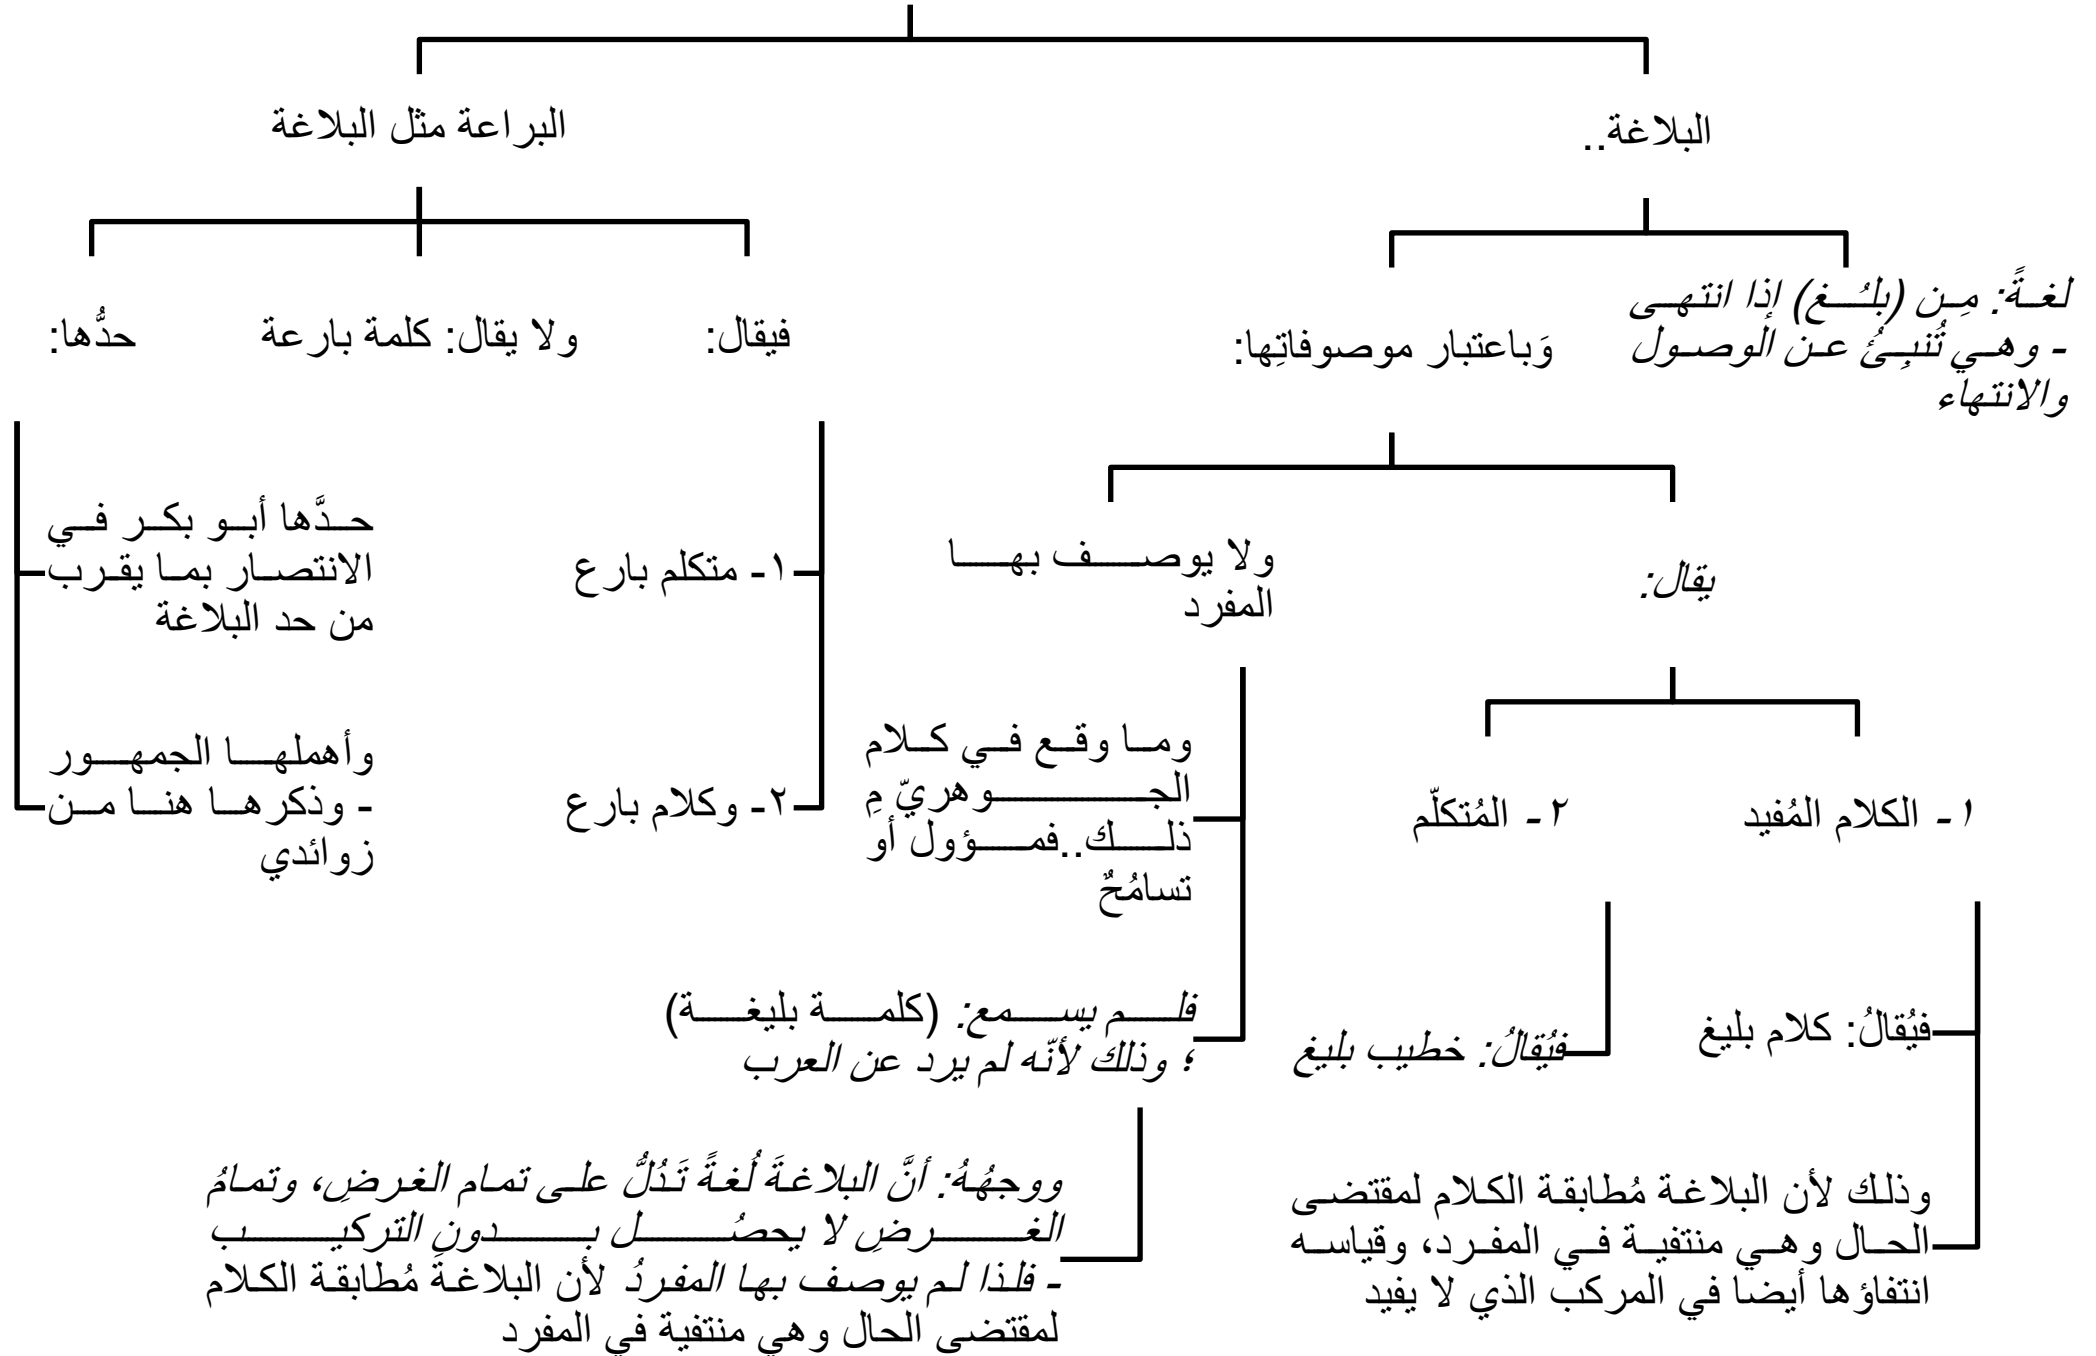 البلاغة..
البراعة مثل البلاغة
لغةً: مِن (بلُغ) إذا انتهى
- وهي تُنبِئُ عن الوصول
والانتهاء
وَباعتبار موصوفاتِها:
فيقال:
ولا يقال: كلمة بارعة
حدُّها:
يقال:
ولا يوصف بها
المفرد
١- متكلم بارع
حدَّها أبو بكر في
الانتصار بما يقرب
من حد البلاغة
١- الكلام المُفيد
٢- المُتكلّم
وما وقع في كلام
الجوهريّ مِ
ذلك..فمؤول أو
تسامُحٌ
٢- وكلام بارع
وأهملها الجمهور
- وذكرها هنا من
زوائدي
فيُقالُ: كلام بليغ
فيُقالُ: خطيب بليغ
فلم يسمع: (كلمة بليغة)
؛ وذلك لأنّه لم يرد عن العرب
وذلك لأن البلاغة مُطابقة الكلام لمقتضى
الحال وهي منتفية في المفرد، وقياسه
انتفاؤها أيضا في المركب الذي لا يفيد
ووجهُهُ: أنَّ البلاغةَ لُغةً تَدُلُّ على تمام الغرضِ، وتمامُ
الغرضِ لا يحصُل بدونِ التركيب
- فلذا لم يوصف بها المفردُ لأن البلاغةَ مُطابقة الكلام
لمقتضى الحال وهي منتفية في المفرد